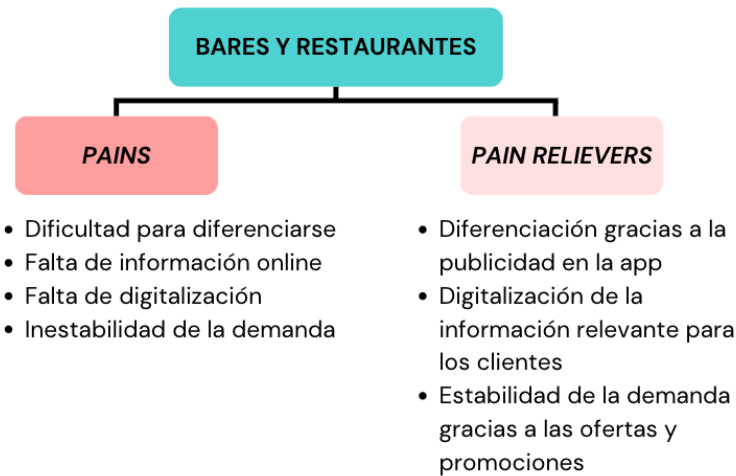 BARES Y RESTAURANTES
PAINS
• Dificultad para diferenciarse
• Falta de información online
• Falta de digitalización
• Inestabilidad de la demanda
PAIN RELIEVERS
• Diferenciación gracias a la
publicidad en la app
• Digitalización de la
información relevante para
los clientes
• Estabilidad de la demanda
gracias a las ofertas y
promociones